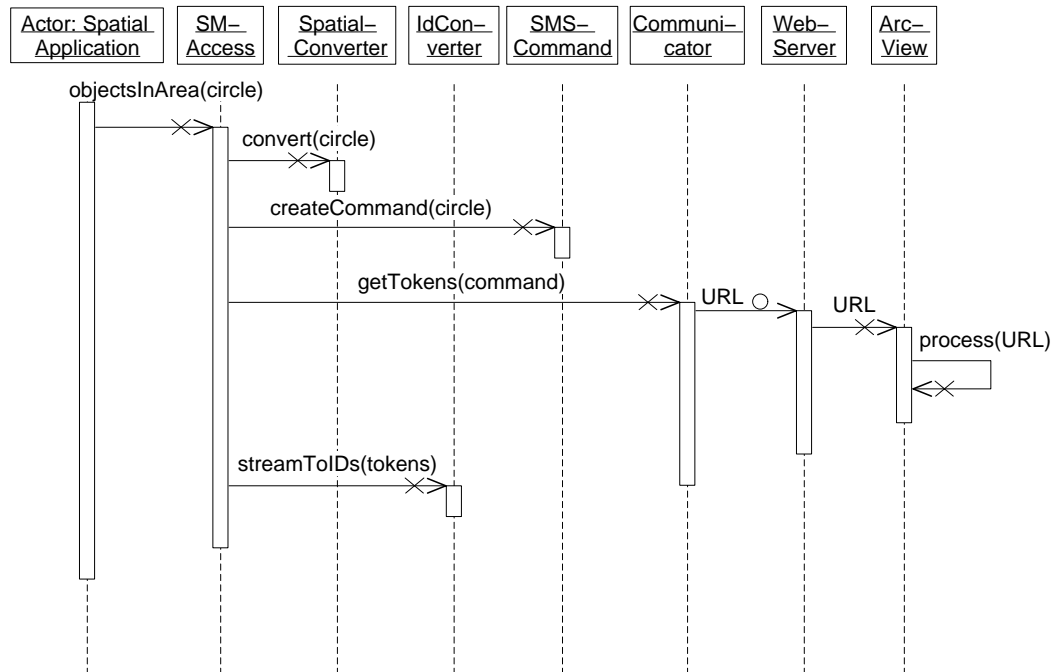 Actor: Spatial
Application
SM–
Access
Spatial–
Converter
IdCon–
verter
SMS–
Command
Communi–
cator
Web–
Server
Arc–
View
objectsInArea(circle)
convert(circle)
createCommand(circle)
getTokens(command)
URL
URL
process(URL)
streamToIDs(tokens)